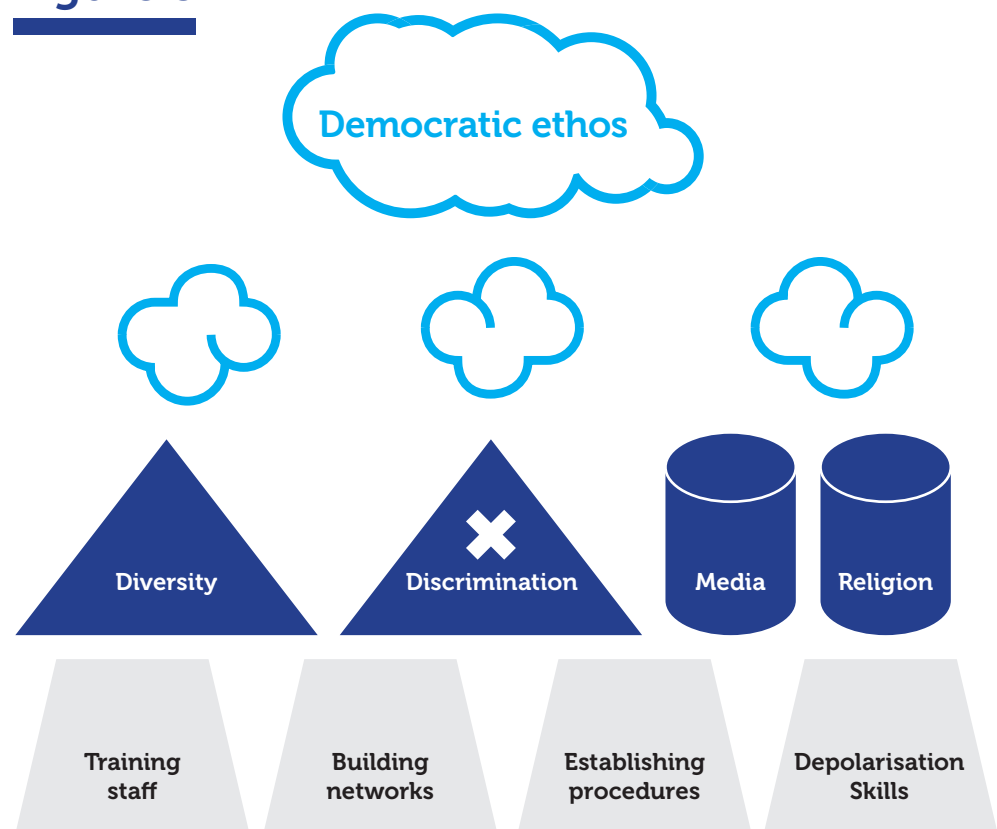 Democratic ethos
Diversity
Discrimination
Media
Religion
Training
staff
Building
networks
Establishing
procedures
Depolarisation
Skills